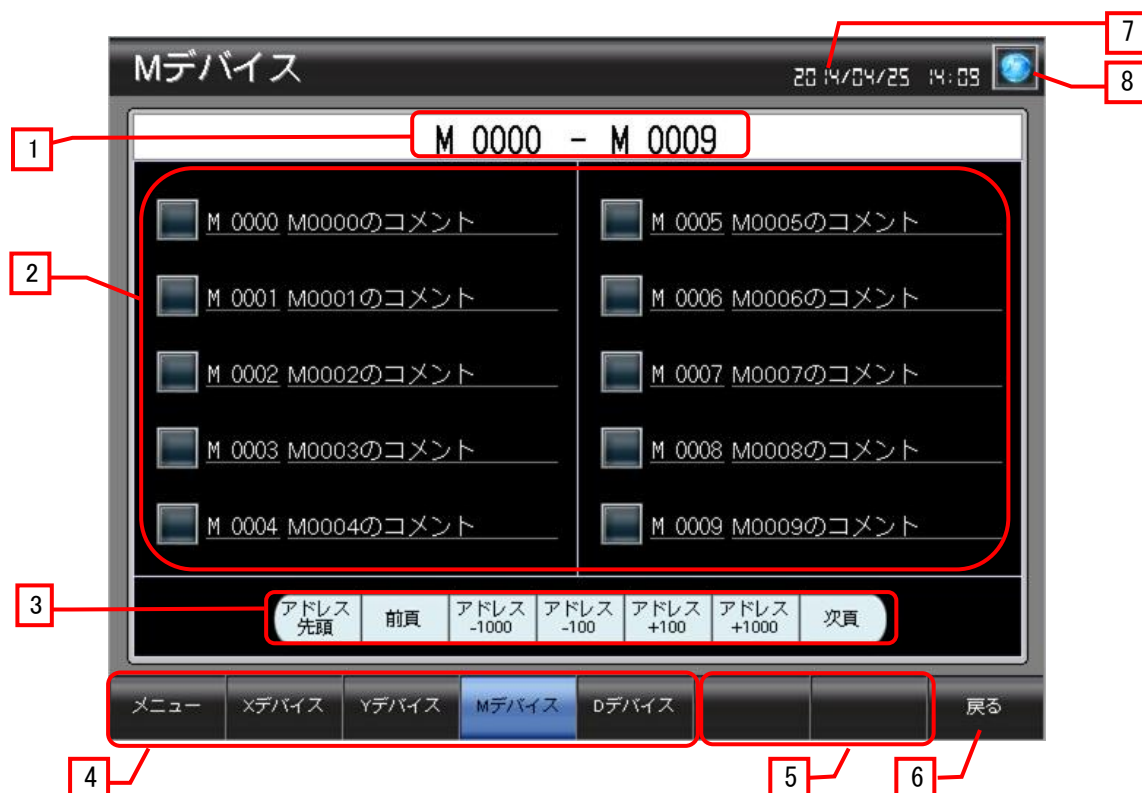 7
Mデバイス
2014/04/25 14:09
8
1
M 0000 - M 0009
2
M 0000 M0000のコメント
M 0001 M0001のコメント
M 0002 M0002のコメント
M 0003 M0003のコメント
M 0004 M0004のコメント
M 0005 M0005のコメント
M 0006 M0006のコメント
M 0007 M0007のコメント
M 0008 M0008のコメント
M 0009 M0009のコメント
3
アドレス
先頭
前頁
アドレス
-1000
アドレス
-100
アドレス
+100
アドレス
+1000
次頁
メニュー
Xデバイス
Yデバイス
Mデバイス
Dデバイス
戻る
4
5
6